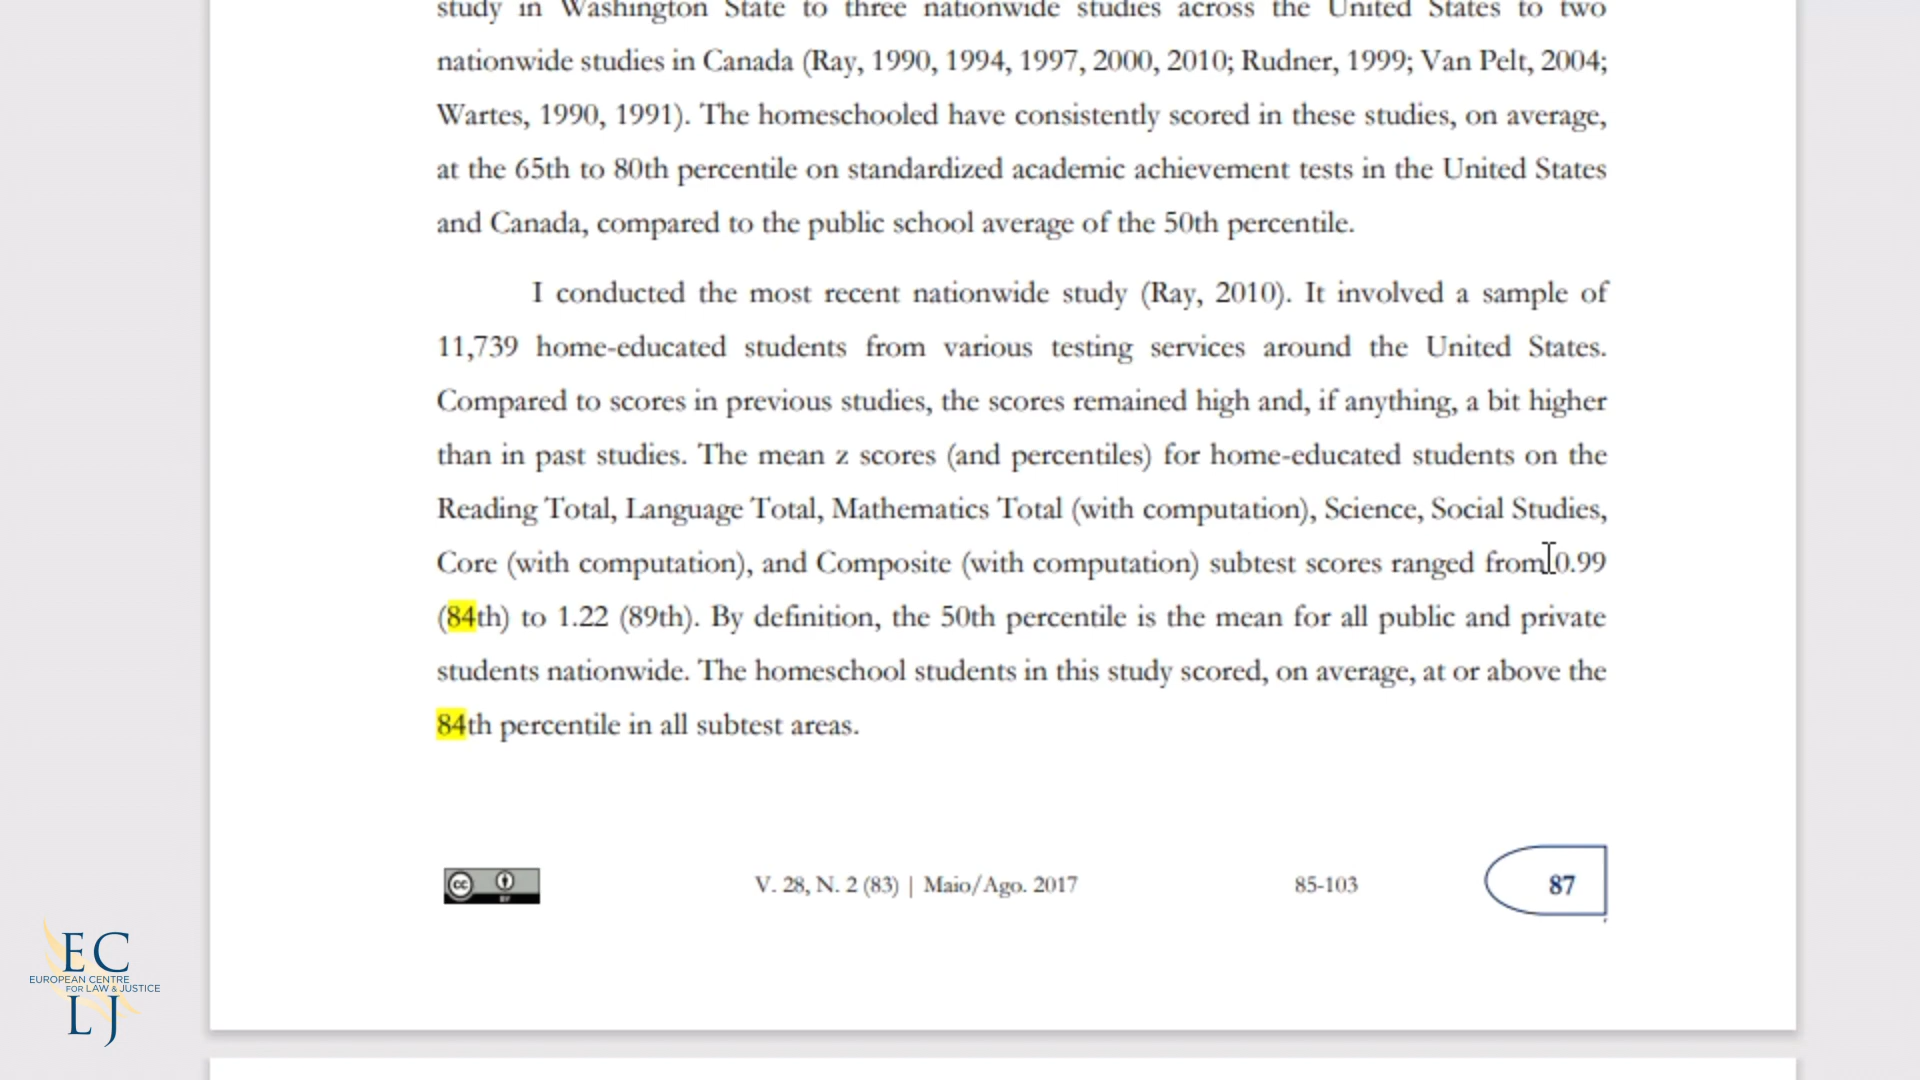 study in Washington State to three nationwide studies across the United States to two
nationwide studies in Canada (Ray, 1990, 1994, 1997, 2000, 2010; Rudner, 1999; Van Pelt, 2004;
Wartes, 1990, 1991). The homeschooled have consistently scored in these studies, on average,
at the 65th to 80th percentile on standardized academic achievement tests in the United States
and Canada, compared to the public school average of the 50th percentile.
I conducted the most recent nationwide study (Ray, 2010). It involved a sample of
11,739 home-educated students from various testing services around the United States.
Compared to scores in previous studies, the scores remained high and, if anything, a bit higher
than in past studies. The mean z scores (and percentiles) for home-educated students on the
Reading Total, Language Total, Mathematics Total (with computation), Science, Social Studies,
Core (with computation), and Composite (with computation) subtest scores ranged from 0.99
(84th) to 1.22 (89th). By definition, the 50th percentile is the mean for all public and private
students nationwide. The homeschool students in this study scored, on average, at or above the
84th percentile in all subtest areas.
cc BY
V. 28, N. 2 (83) | Maio/Ago. 2017 85-103 87
EC
EUROPEAN CENTRE
FOR LAW & JUSTICE
LJ